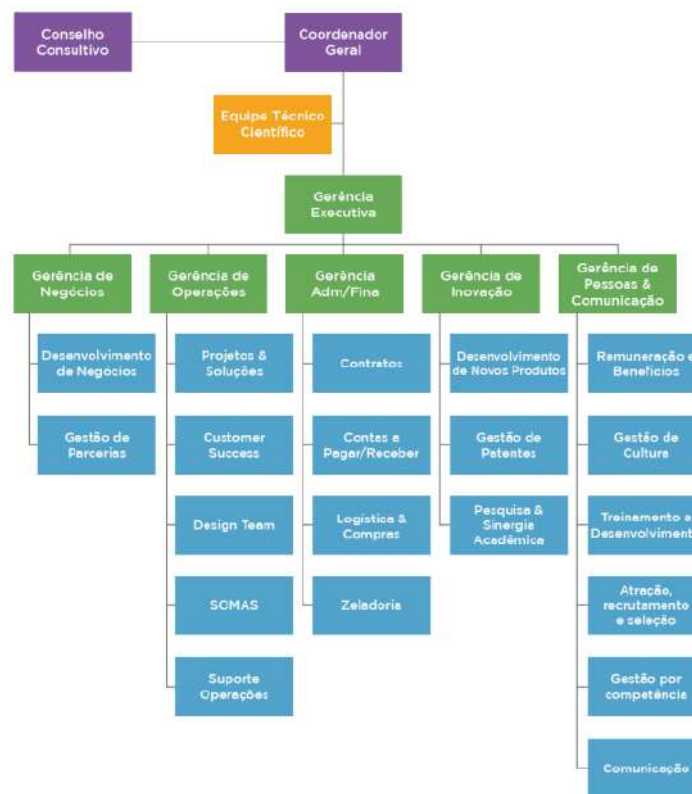 Conselho
Consultivo
Coordenador
Geral
Equipe Técnico
Científico
Gerência
Executiva
Gerência de
Negócios
Gerência de
Operações
Gerência
Adm/Fina
Gerência de
Inovação
Gerência de
Pessoas &
Comunicação
Desenvolvimento
de Negócios
Gestão de
Parcerias
Projetos &
Soluções
Customer
Success
Design Team
SOMAS
Suporte
Operações
Contratos
Contas a
Pagar/Receber
Logística &
Compras
Zeladoria
Desenvolvimento
de Novos Produtos
Gestão de
Patentes
Pesquisa &
Sinergia
Acadêmica
Remuneração e
Benefícios
Gestão de
Cultura
Treinamento e
Desenvolviment
Atração,
recrutamento
e seleção
Gestão por
competência
Comunicação